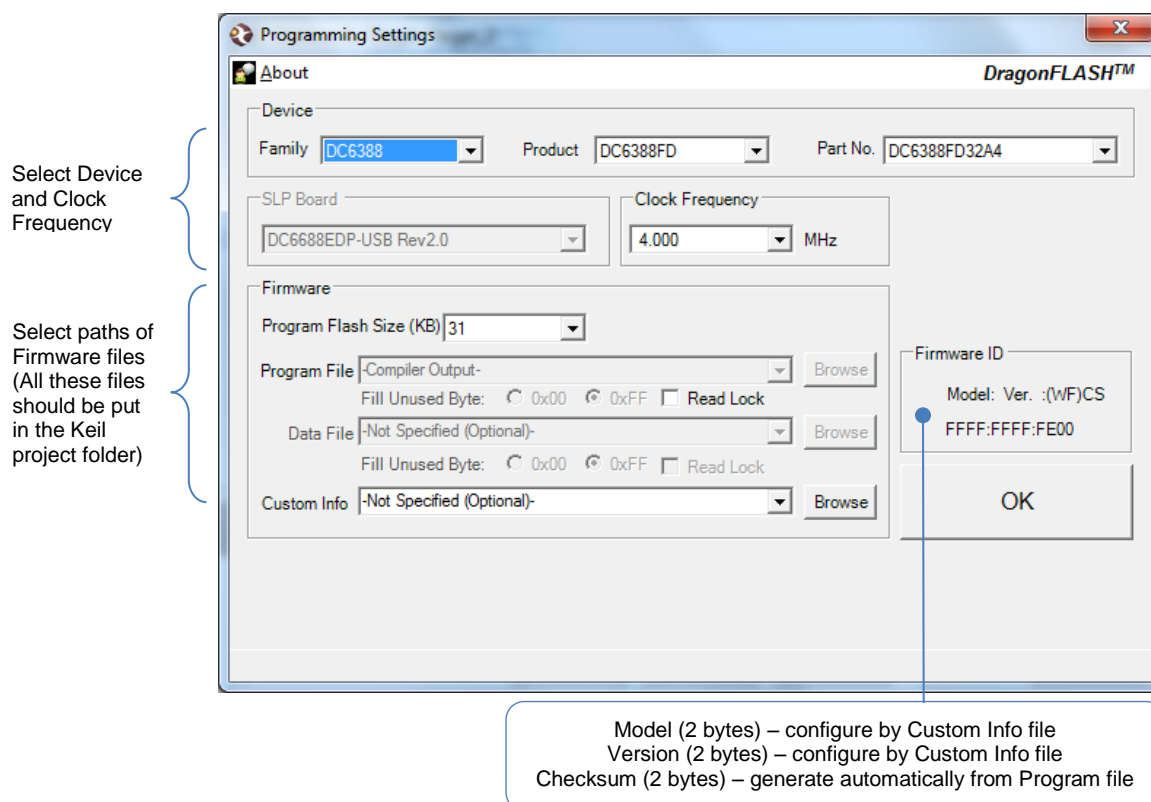 Programming Settings
X
About
DragonFLASH™
Device
Family DC6388 Product DC6388FD Part No. DC6388FD32A4
Select Device
and Clock
Frequency
SLP Board
DC6688EDP-USB Rev2.0
Clock Frequency
4.000 MHz
Select paths of
Firmware files
(All these files
should be put
in the Keil
project folder)
Firmware
Program Flash Size (KB) 31
Program File -Compiler Output- Browse
Fill Unused Byte: 0x00 0xFF Read Lock
Data File -Not Specified (Optional)- Browse
Fill Unused Byte: 0x00 0xFF Read Lock
Custom Info -Not Specified (Optional)- Browse
Firmware ID
Model: Ver. :(WF)CS
FFFF:FFFF:FE00
OK
Model (2 bytes) – configure by Custom Info file
Version (2 bytes) – configure by Custom Info file
Checksum (2 bytes) – generate automatically from Program file